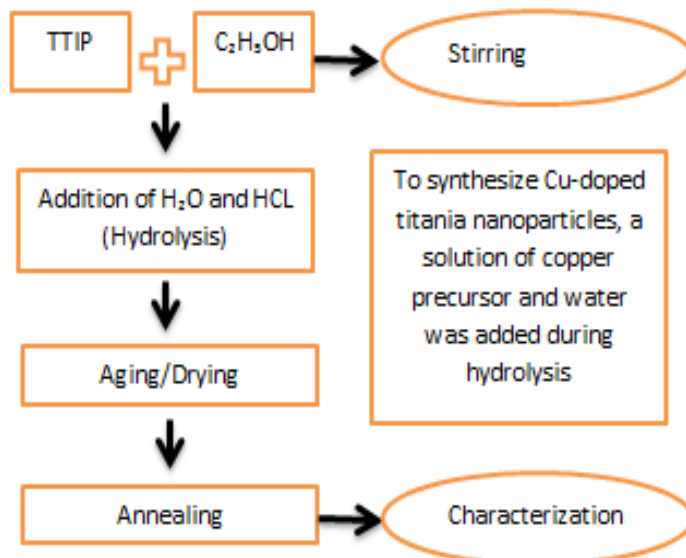 TTIP
C₂H₅OH
Stirring
Addition of H₂O and HCL
(Hydrolysis)
To synthesize Cu-doped
titania nanoparticles, a
solution of copper
precursor and water
was added during
hydrolysis
Aging/Drying
Annealing
Characterization